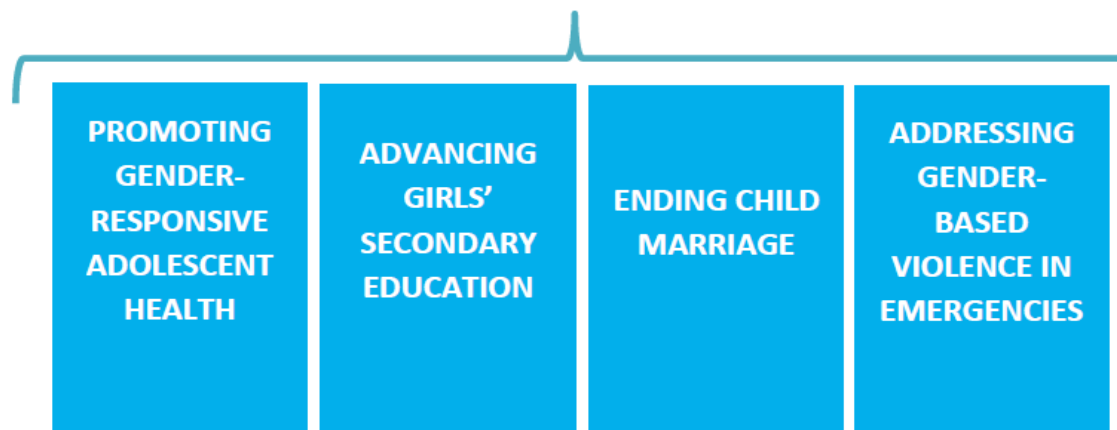 PROMOTING
GENDER-
RESPONSIVE
ADOLESCENT
HEALTH
ADVANCING
GIRLS’
SECONDARY
EDUCATION
ENDING CHILD
MARRIAGE
ADDRESSING
GENDER-
BASED
VIOLENCE IN
EMERGENCIES